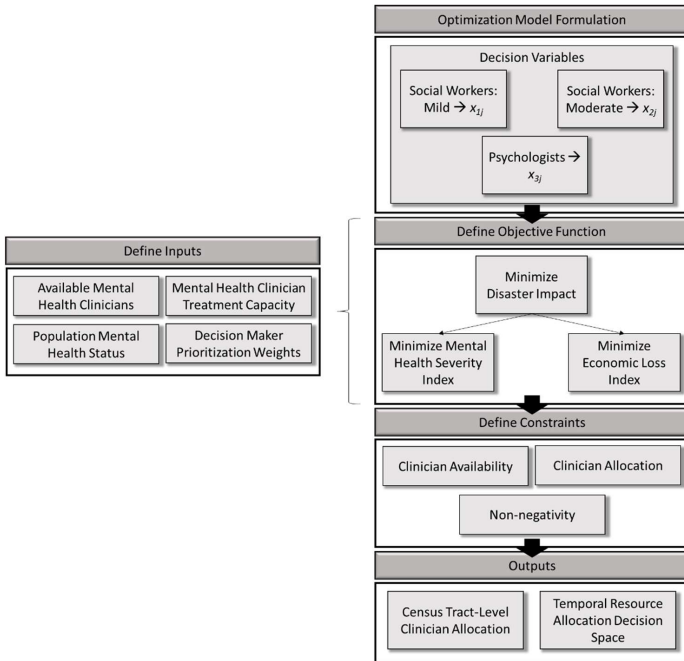 Optimization Model Formulation
Decision Variables
Social Workers:
Mild → x1j
Social Workers:
Moderate → x2j
Psychologists →
x3j
Define Inputs
Available Mental
Health Clinicians
Mental Health Clinician
Treatment Capacity
Population Mental
Health Status
Decision Maker
Prioritization Weights
Define Objective Function
Minimize
Disaster Impact
Minimize Mental
Health Severity
Index
Minimize
Economic Loss
Index
Define Constraints
Clinician Availability
Clinician Allocation
Non-negativity
Outputs
Census Tract-Level
Clinician Allocation
Temporal Resource
Allocation Decision
Space